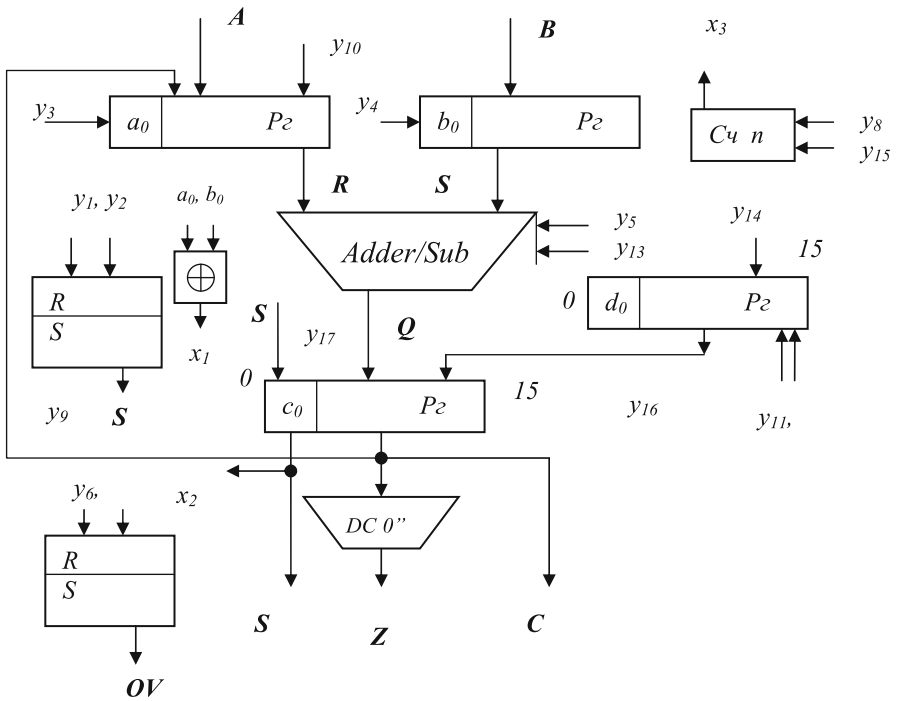 A
B
x3
y10
y3
a0 Рг
y4
b0 Рг
Сч n
y8
y15
R
S
y1, y2
a0, b0
y5
y13
y14
15
Adder/Sub
0
d0 Рг
R
S
x1
S
y17
Q
0
15
c0 Рг
y16
y11,
y9
S
y6,
x2
DC 0”
R
S
S
Z
C
OV